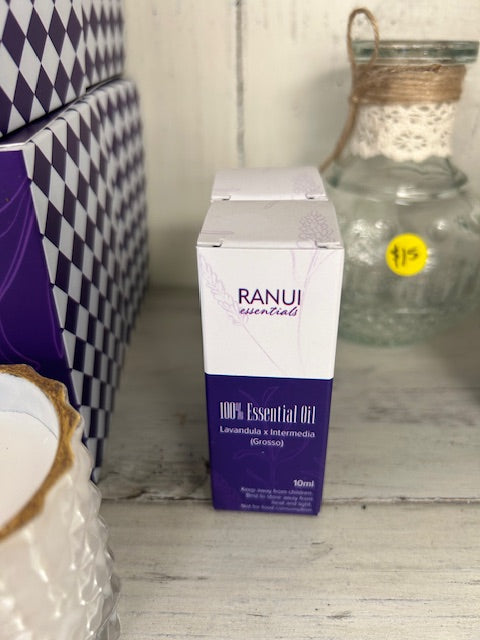 RANUI
essentials
100% Essential Oil
Lavandula x Intermedia
(Grosso)
10ml
Keep away from children.
Best to store away from
heat and light.
Not for food consumption.
$15